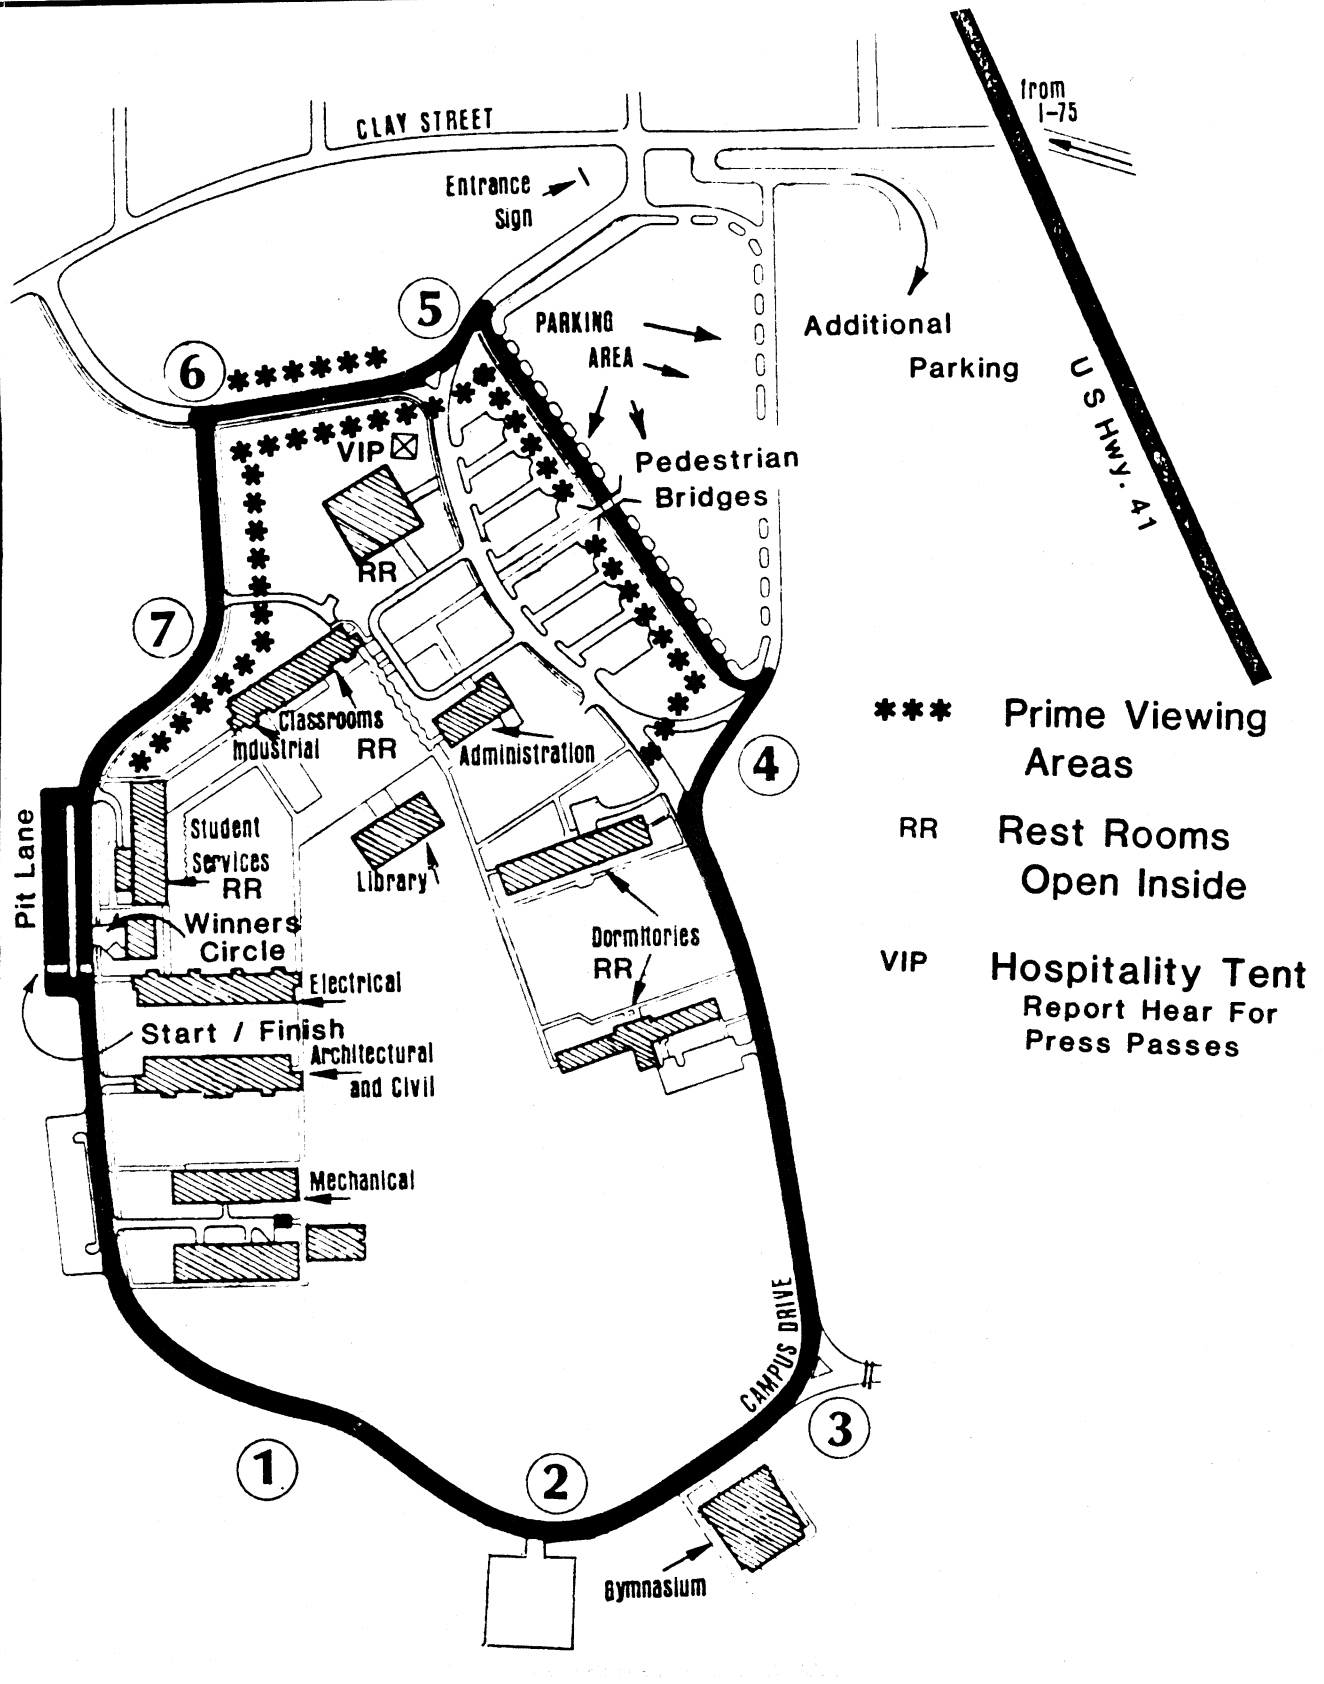 from
I-75
CLAY STREET
Entrance
Sign
5
PARKING
AREA
Additional
Parking
US Hwy. 41
6
VIP
Pedestrian
Bridges
RR
7
Classrooms
Industrial
RR
Administration
4
*** Prime Viewing
Areas
RR Rest Rooms
Open Inside
VIP Hospitality Tent
Report Hear For
Press Passes
Pit Lane
Student
Services
RR
Library
Winners
Circle
Dormitories
RR
Electrical
Start / Finish
Architectural
and Civil
Mechanical
CAMPUS DRIVE
3
1
2
Gymnasium